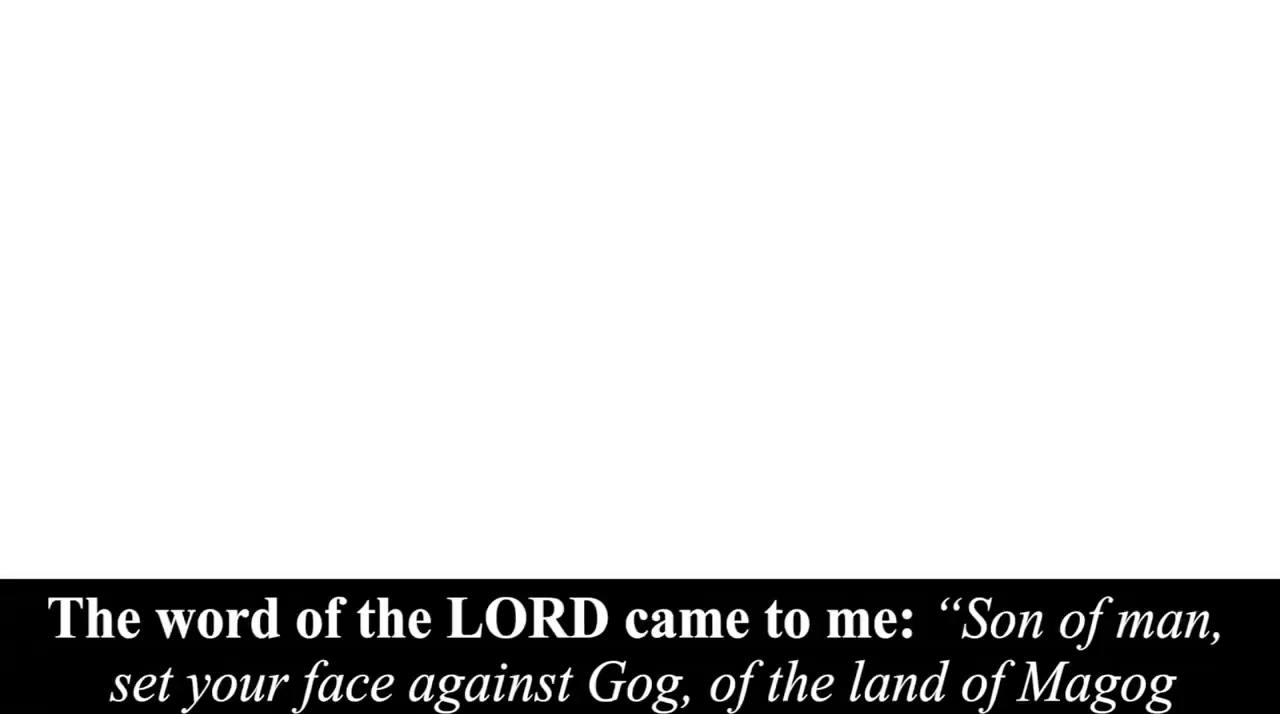 The word of the LORD came to me: “Son of man,
set your face against Gog, of the land of Magog